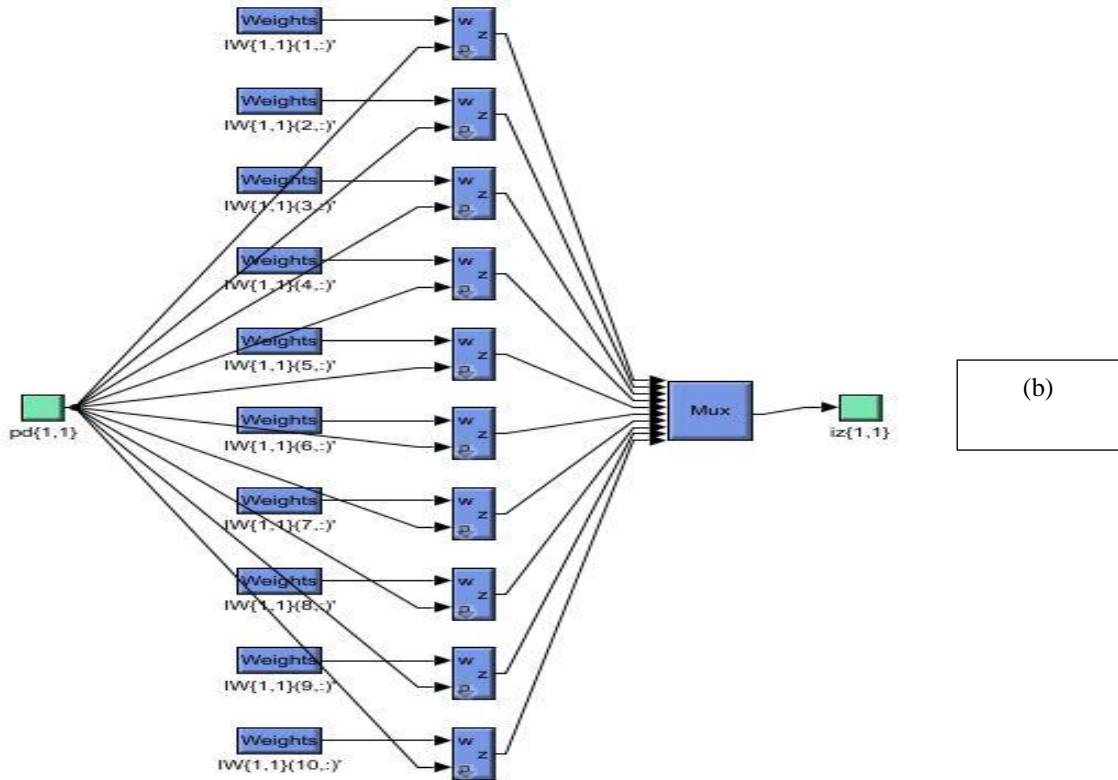 Weights
w
z
p
IW{1,1}(1,:)'
Weights
w
z
p
IW{1,1}(2,:)'
Weights
w
z
p
IW{1,1}(3,:)'
Weights
w
z
p
IW{1,1}(4,:)'
Weights
w
z
p
IW{1,1}(5,:)'
pd{1,1}
Mux
iz{1,1}
(b)
Weights
w
z
p
IW{1,1}(6,:)'
Weights
w
z
p
IW{1,1}(7,:)'
Weights
w
z
p
IW{1,1}(8,:)'
Weights
w
z
p
IW{1,1}(9,:)'
Weights
w
z
p
IW{1,1}(10,:)'